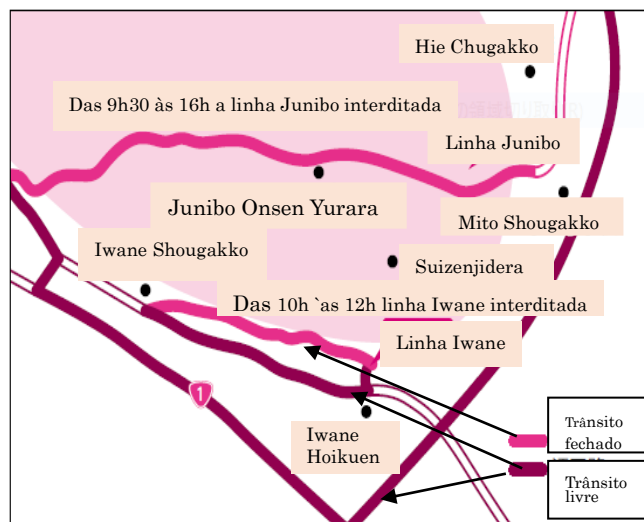 Hie Chugakko
Das 9h30 às 16h a linha Junibo interditada
Linha Junibo
Junibo Onsen Yurara
Mito Shougakko
Iwane Shougakko
Suizenjidera
Das 10h `as 12h linha Iwane interditada
Linha Iwane
1
Iwane
Hoikuen
Trânsito
fechado
Trânsito
livre